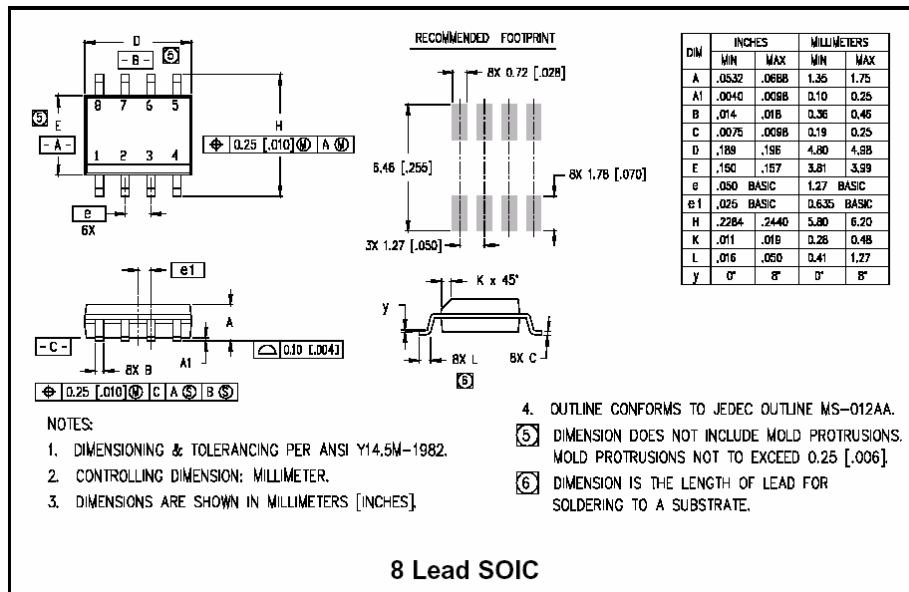 D
- B -
5
8 7 6 5
5
E
- A -
H
1 2 3 4
⌖ 0.25 [.010] Ⓜ A Ⓜ
e
6X
e1
A
- C -
8X B
A1
⌓ 0.10 [.004]
⌖ 0.25 [.010] Ⓜ C A Ⓢ B Ⓢ
RECOMMENDED FOOTPRINT
8X 0.72 [.028]
6.46 [.255]
8X 1.78 [.070]
3X 1.27 [.050]
K x 45°
y
8X L
8X C
6
DIM INCHES MILLIMETERS
MIN MAX MIN MAX
A .0532 .0688 1.35 1.75
A1 .0040 .0098 0.10 0.25
B .014 .018 0.36 0.46
C .0075 .0098 0.19 0.25
D .189 .196 4.80 4.98
E .150 .157 3.81 3.99
e .050 BASIC 1.27 BASIC
e1 .025 BASIC 0.635 BASIC
H .2284 .2440 5.80 6.20
K .011 .019 0.28 0.48
L .016 .050 0.41 1.27
y 0° 8° 0° 8°
NOTES:
1. DIMENSIONING & TOLERANCING PER ANSI Y14.5M-1982.
2. CONTROLLING DIMENSION: MILLIMETER.
3. DIMENSIONS ARE SHOWN IN MILLIMETERS [INCHES].
4. OUTLINE CONFORMS TO JEDEC OUTLINE MS-012AA.
5 DIMENSION DOES NOT INCLUDE MOLD PROTRUSIONS.
MOLD PROTRUSIONS NOT TO EXCEED 0.25 [.006].
6 DIMENSION IS THE LENGTH OF LEAD FOR
SOLDERING TO A SUBSTRATE.
8 Lead SOIC